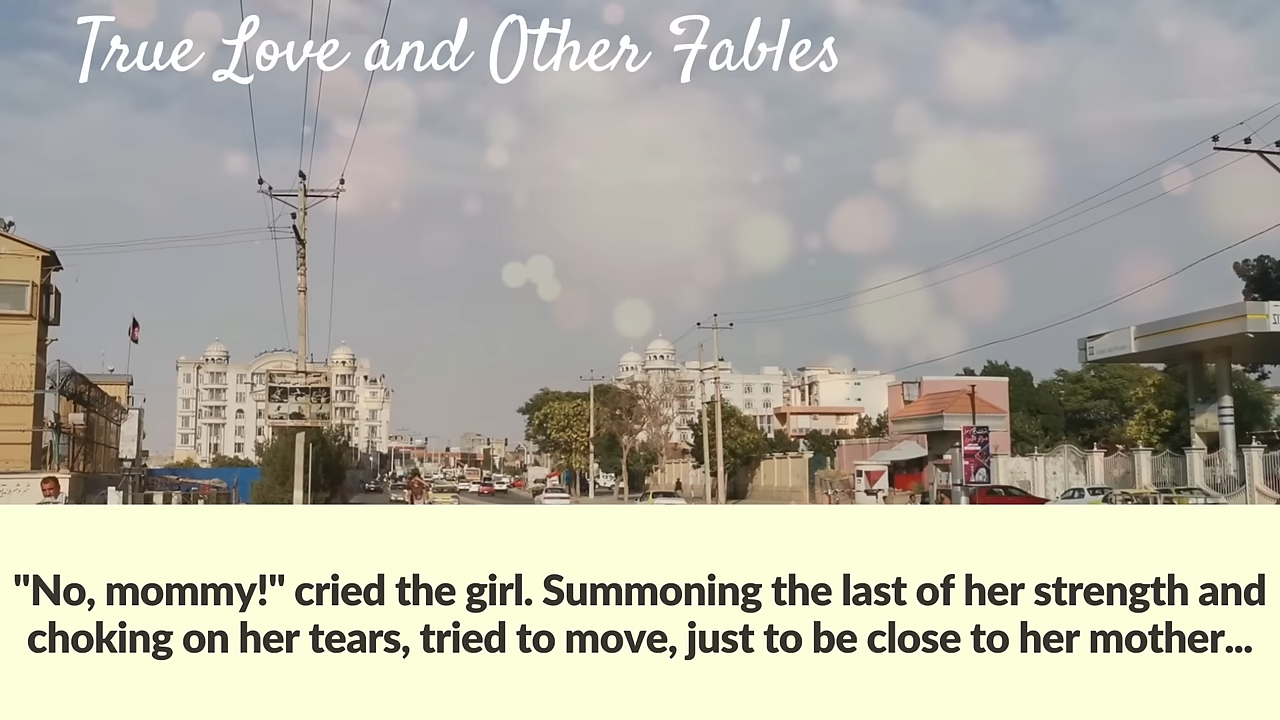 True Love and Other Fables
"No, mommy!" cried the girl. Summoning the last of her strength and
choking on her tears, tried to move, just to be close to her mother...